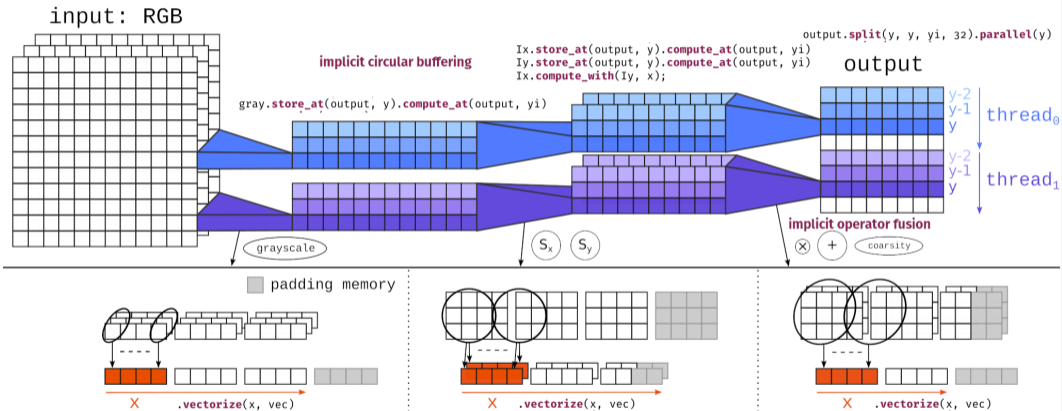 input: RGB
implicit circular buffering
gray.store_at(output, y).compute_at(output, yi)
Ix.store_at(output, y).compute_at(output, yi)
Iy.store_at(output, y).compute_at(output, yi)
Ix.compute_with(Iy, x);
output.split(y, y, yi, 32).parallel(y)
output
y-2
y-1
y
thread0
y-2
y-1
y
thread1
implicit operator fusion
grayscale
Sx
Sy
⊗
+
coarsity
padding memory
x
.vectorize(x, vec)
x
.vectorize(x, vec)
x
.vectorize(x, vec)